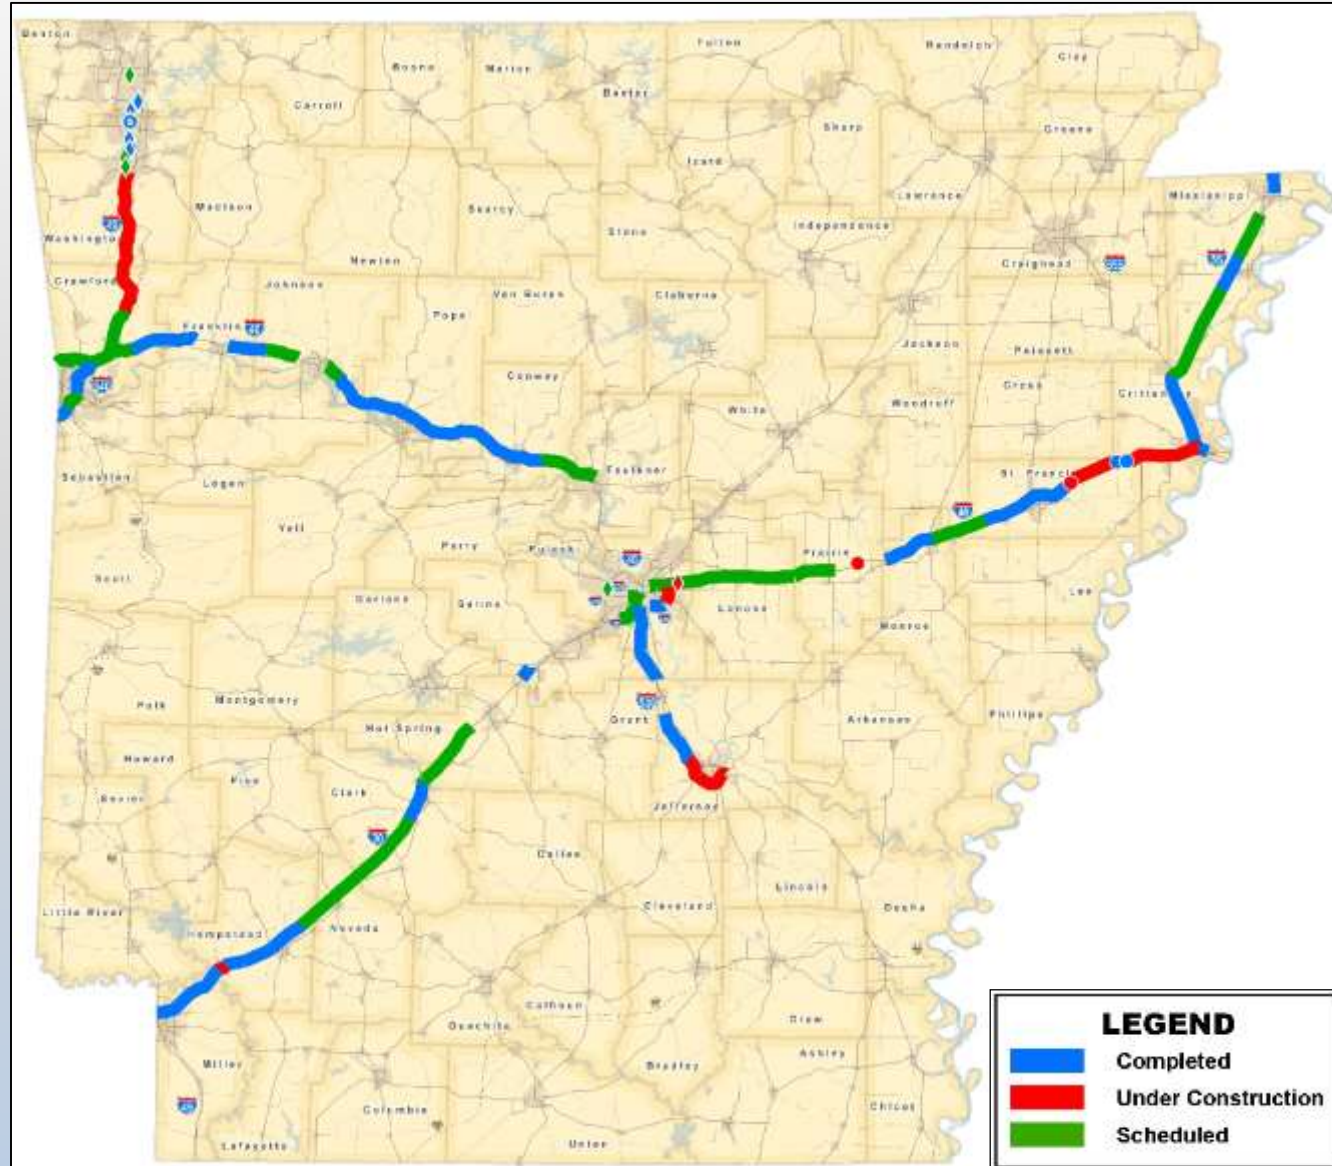 Benton
Boone
Marion
Fulton
Randolph
Clay
Carroll
Baxter
Sharp
Greene
Izard
Lawrence
Mississippi
Madison
Searcy
Stone
Independence
Washington
Newton
Craighead
Crawford
Johnson
Van Buren
Cleburne
Franklin
Pope
Jackson
Poinsett
Conway
White
Woodruff
Cross
Crittenden
Sebastian
Logan
Faulkner
St. Francis
Yell
Perry
Pulaski
Prairie
Scott
Garland
Saline
Lonoke
Lee
Monroe
Polk
Montgomery
Hot Spring
Grant
Arkansas
Phillips
Howard
Pike
Clark
Sevier
Jefferson
Dallas
Lincoln
Desha
Little River
Hempstead
Nevada
Cleveland
Calhoun
Ouachita
Drew
Miller
Bradley
Ashley
Columbia
Chicot
Lafayette
Union
LEGEND
Completed
Under Construction
Scheduled